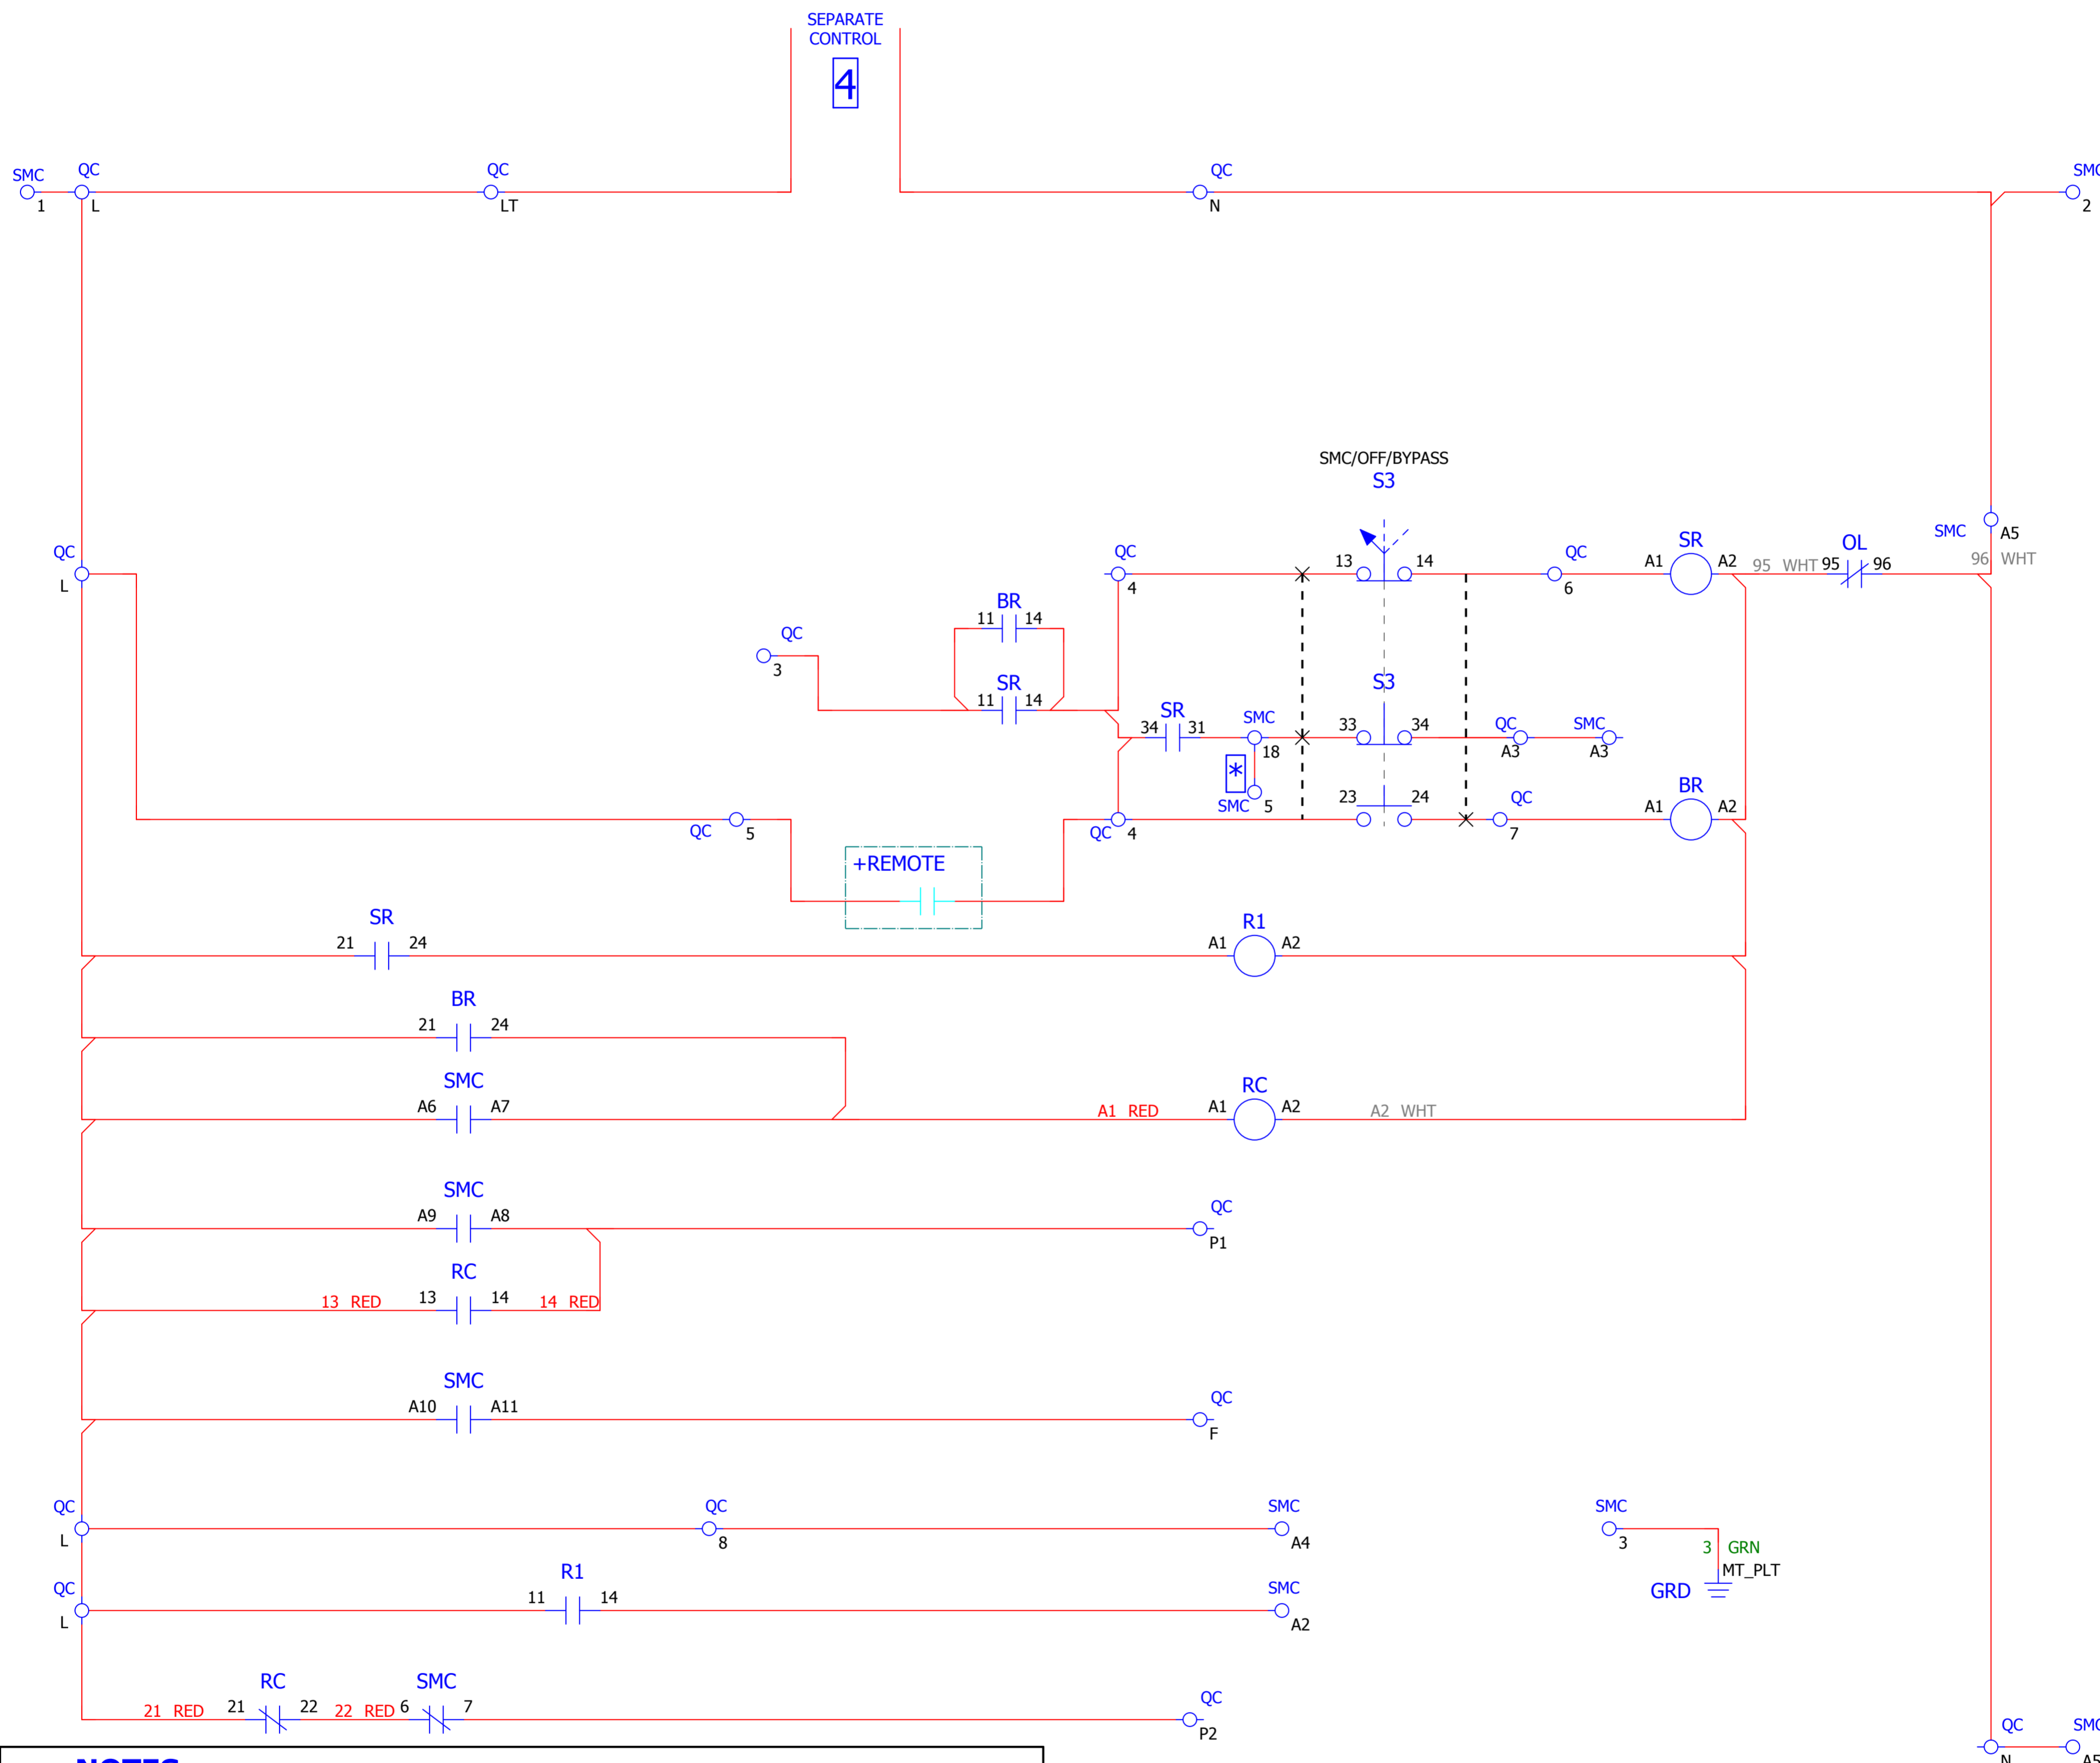 SEPARATE
CONTROL
4
SMC
1
QC
L
QC
LT
QC
N
SMC
2
SMC/OFF/BYPASS
S3
QC
L
QC
4
13
14
QC
6
A1
SR
A2
95 WHT
95
OL
96
SMC
A5
96 WHT
BR
11
14
QC
3
SR
11
14
SR
34
31
SMC
18
*
SMC
5
S3
33
34
QC
A3
SMC
A3
23
24
QC
7
BR
A1
A2
QC
5
QC
4
+REMOTE
SR
21
24
R1
A1
A2
BR
21
24
SMC
A6
A7
A1 RED
RC
A1
A2
A2 WHT
SMC
A9
A8
QC
P1
RC
13 RED
13
14
14 RED
SMC
A10
A11
QC
F
QC
L
QC
8
SMC
A4
SMC
3
3 GRN
MT_PLT
GRD
QC
L
R1
11
14
SMC
A2
RC
21 RED
21
22
22 RED
SMC
6
7
QC
P2
QC
N
SMC
A5
NOTES